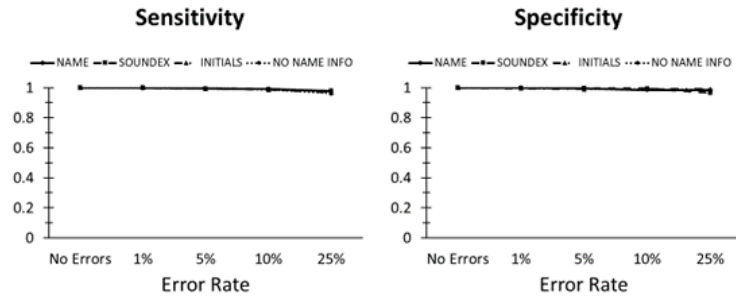 Sensitivity
NAME SOUNDEX INITIALS NO NAME INFO
1
0.8
0.6
0.4
0.2
0
No Errors 1% 5% 10% 25%
Error Rate
Specificity
NAME SOUNDEX INITIALS NO NAME INFO
1
0.8
0.6
0.4
0.2
0
No Errors 1% 5% 10% 25%
Error Rate